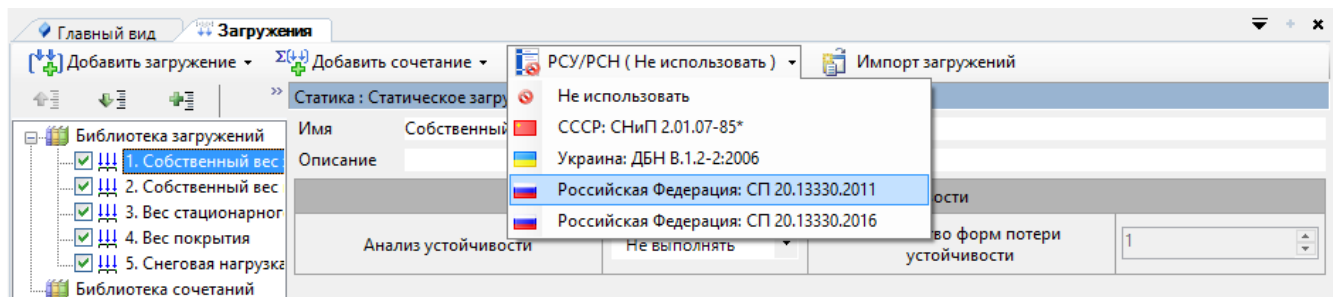 Главный вид Загружения
Добавить загружение Добавить сочетание РСУ/РСН ( Не использовать ) Импорт загружений
Статика : Статическое загру
Не использовать
СССР: СНиП 2.01.07-85*
Украина: ДБН В.1.2-2:2006
Российская Федерация: СП 20.13330.2011
Российская Федерация: СП 20.13330.2016
Имя Собственный
Описание
Библиотека загружений
1. Собственный вес
2. Собственный вес
3. Вес стационарног
4. Вес покрытия
5. Снеговая нагрузка
Библиотека сочетаний
ости
Анализ устойчивости Не выполнять
во форм потери
устойчивости
1